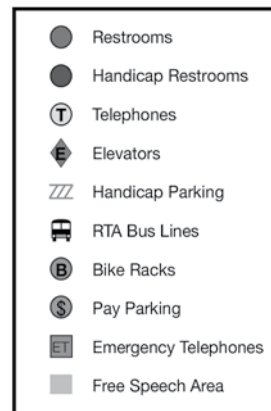 Restrooms
Handicap Restrooms
T Telephones
E Elevators
Handicap Parking
RTA Bus Lines
B Bike Racks
$ Pay Parking
ET Emergency Telephones
Free Speech Area